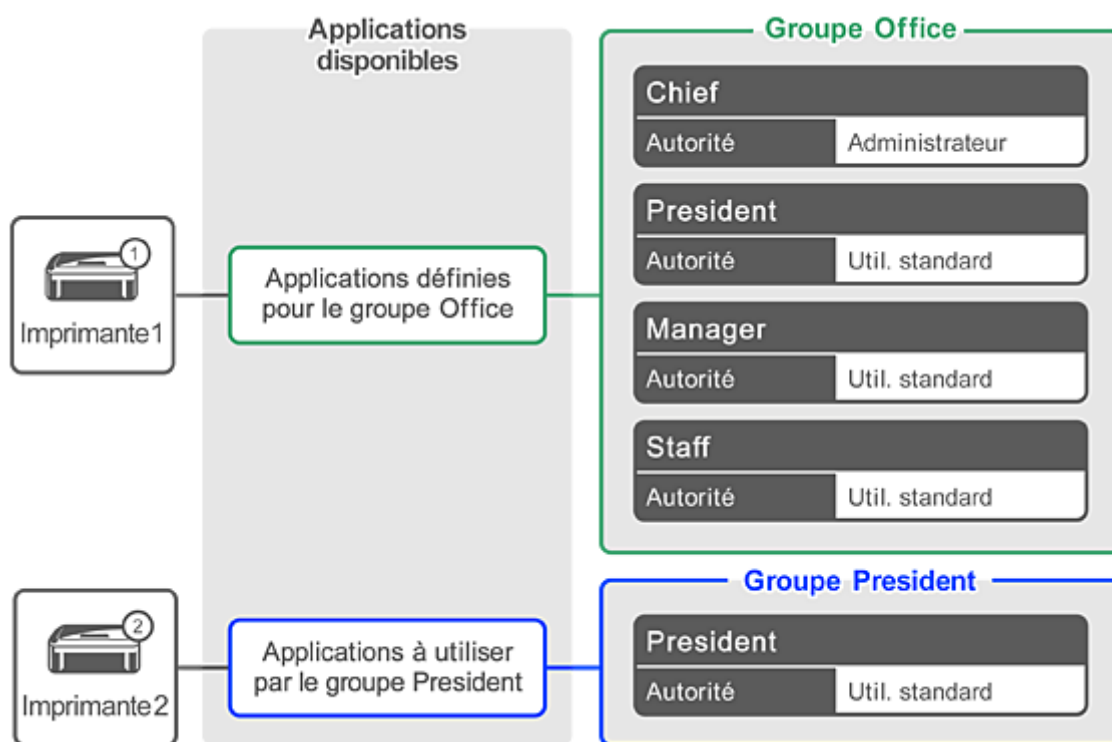 Applications
disponibles
Groupe Office
Chief
Autorité Administrateur
President
Autorité Util. standard
Manager
Autorité Util. standard
Staff
Autorité Util. standard
1
Imprimante1
Applications définies
pour le groupe Office
Groupe President
President
Autorité Util. standard
2
Imprimante2
Applications à utiliser
par le groupe President